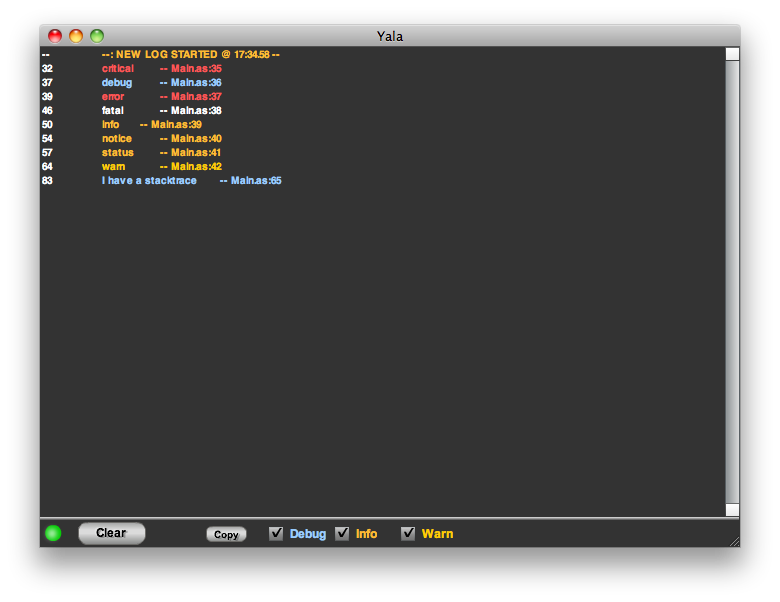 Yala
-- --: NEW LOG STARTED @ 17:34.58 --
32 critical -- Main.as:35
37 debug -- Main.as:36
39 error -- Main.as:37
46 fatal -- Main.as:38
50 info -- Main.as:39
54 notice -- Main.as:40
57 status -- Main.as:41
64 warn -- Main.as:42
83 I have a stacktrace -- Main.as:65
Clear Copy Debug Info Warn